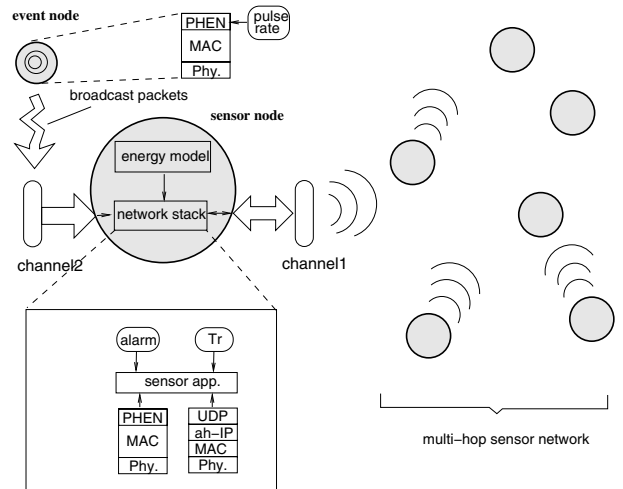 event node
PHEN
MAC
Phy.
pulse
rate
broadcast packets
sensor node
energy model
network stack
channel2
channel1
alarm
Tr
sensor app.
PHEN
MAC
Phy.
UDP
ah-IP
MAC
Phy.
multi-hop sensor network